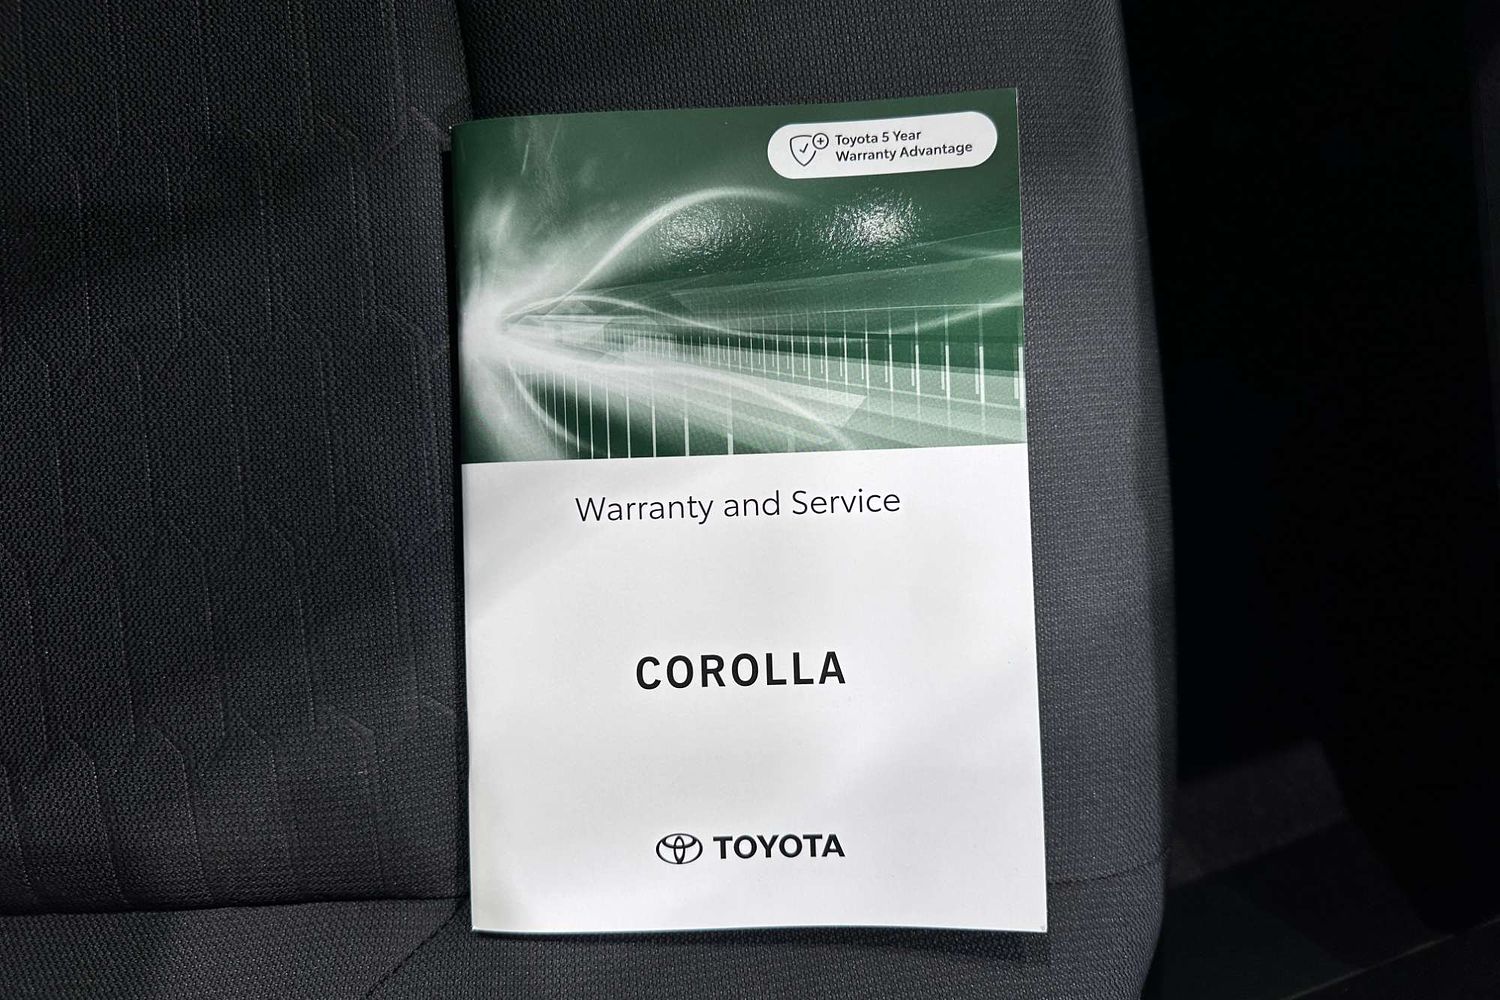 Toyota 5 Year
Warranty Advantage
Warranty and Service
COROLLA
TOYOTA